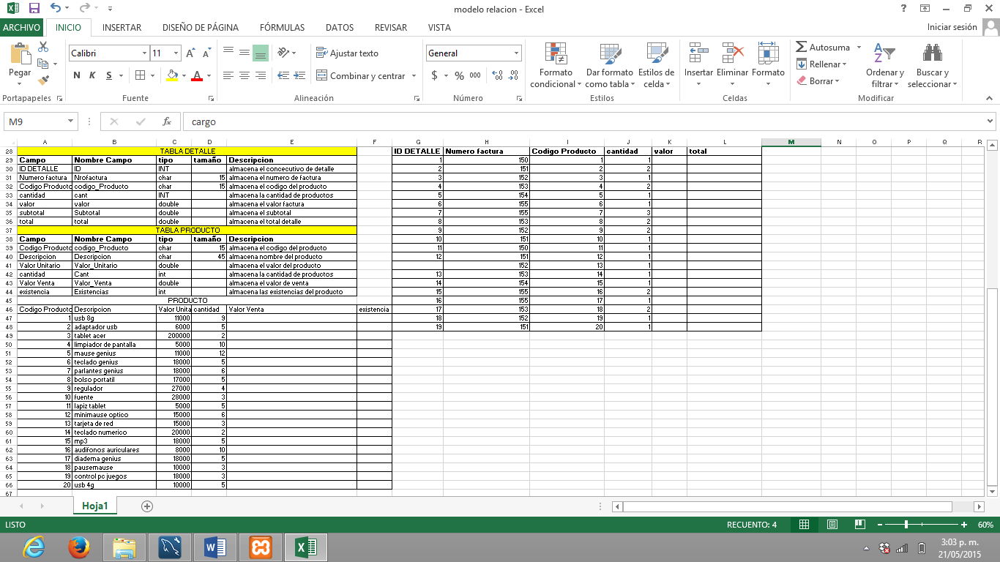 modelo relacion - Excel
ARCHIVO INICIO INSERTAR DISEÑO DE PÁGINA FÓRMULAS DATOS REVISAR VISTA Iniciar sesión
Pegar Calibri 11 Ajustar texto General Formato condicional Dar formato como tabla Estilos de celda Insertar Eliminar Formato Autosuma Rellenar Borrar Ordenar y filtrar Buscar y seleccionar
N K S Combinar y centrar $ % 000
Portapapeles Fuente Alineación Número Estilos Celdas Modificar
M9 fx cargo
A B C D E F G H I J K L M N O P Q R
28 TABLA DETALLE ID DETALLE Numero factura Codigo Producto cantidad valor total
29 Campo Nombre Campo tipo tamaño Descripcion 1 150 1 1
30 ID DETALLE ID INT almacena el concecutivo de detalle 2 151 2 2
31 Numero factura Nrofactura char 15 almacena el numero de factura 3 152 3 1
32 Codigo Producto codigo_Producto char 15 almacena el codigo del producto 4 153 4 2
33 cantidad cant INT almacena la cantidad de productos 5 154 5 1
34 valor valor double almacena el valor factura 6 155 6 1
35 subtotal Subtotal double almacena el subtotal 7 155 7 3
36 total total double almacena el total detalle 8 153 8 2
37 TABLA PRODUCTO 9 152 9 2
38 Campo Nombre Campo tipo tamaño Descripcion 10 151 10 1
39 Codigo Producto codigo_Producto char 15 almacena el codigo del producto 11 150 11 1
40 Descripcion Descripcion char 45 almacena nombre del producto 12 151 12 1
41 Valor Unitario Valor_Unitario double almacena el valor del producto 152 13 1
42 cantidad Cant int almacena la cantidad de productos 13 153 14 1
43 Valor Venta Valor_Venta double almacena el valor de venta 14 154 15 1
44 existencia Existencias int almacena las existencias del producto 15 155 16 2
45 PRODUCTO 16 155 17 1
46 Codigo Producto Descripcion Valor Unita cantidad Valor Venta existencia 17 153 18 2
47 1 usb 8g 11000 9 18 152 19 1
48 2 adaptador usb 6000 5 19 151 20 1
49 3 tablet acer 200000 2
50 4 limpiador de pantalla 5000 10
51 5 mause genius 11000 12
52 6 teclado genius 18000 5
53 7 parlantes genius 18000 6
54 8 bolso portatil 17000 5
55 9 regulador 27000 4
56 10 fuente 28000 3
57 11 lapiz tablet 5000 5
58 12 minimause optico 15000 6
59 13 tarjeta de red 15000 3
60 14 teclado numerico 20000 2
61 15 mp3 18000 5
62 16 audifonos auriculares 8000 10
63 17 diadema genius 18000 5
64 18 pausemause 10000 3
65 19 control pc juegos 18000 3
66 20 usb 4g 10000 5
67
Hoja1
LISTO RECUENTO: 4 60%
3:03 p. m.
21/05/2015